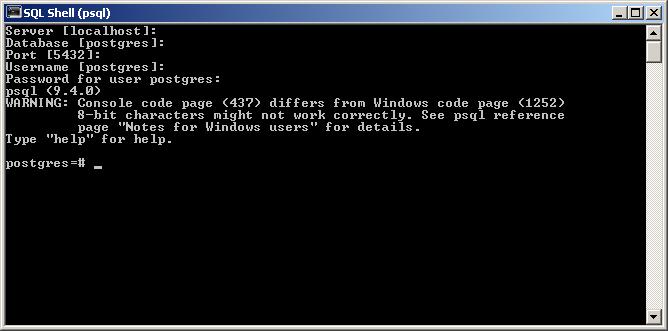 SQL Shell (psql)
Server [localhost]:
Database [postgres]:
Port [5432]:
Username [postgres]:
Password for user postgres:
psql (9.4.0)
WARNING: Console code page (437) differs from Windows code page (1252)
         8-bit characters might not work correctly. See psql reference
         page "Notes for Windows users" for details.
Type "help" for help.

postgres=# _